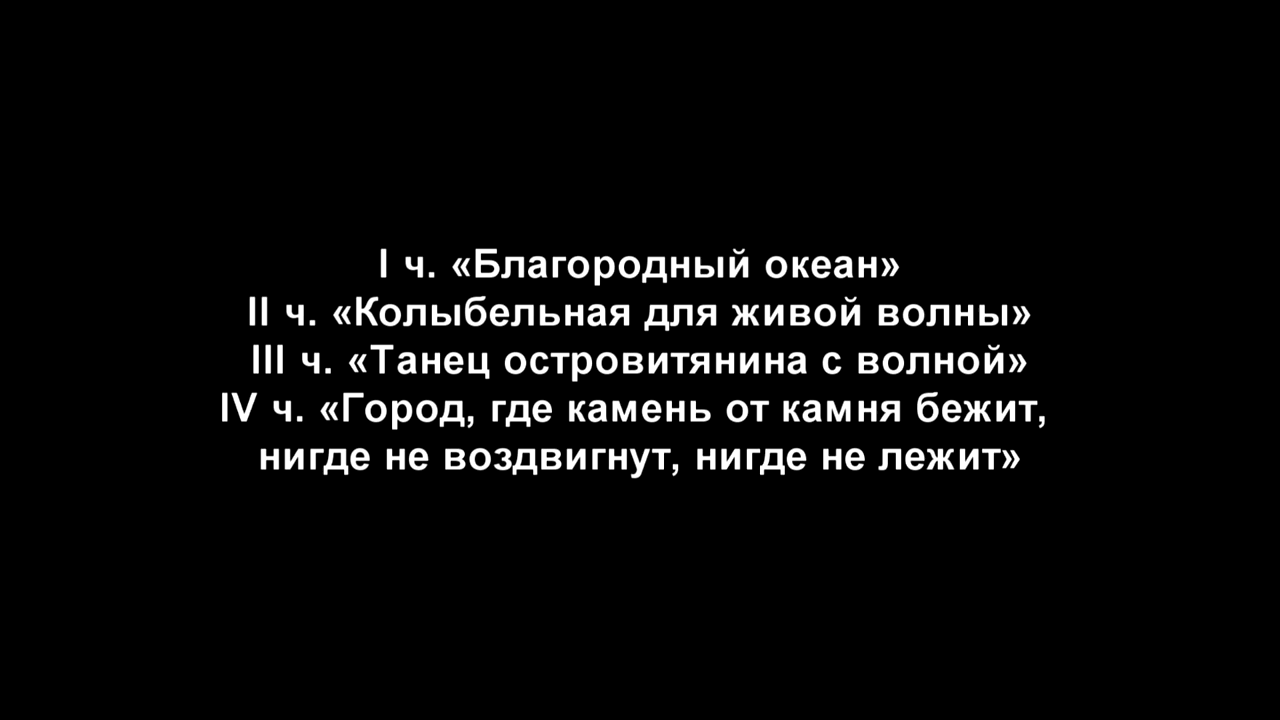 I ч. «Благородный океан»
II ч. «Колыбельная для живой волны»
III ч. «Танец островитянина с волной»
IV ч. «Город, где камень от камня бежит,
нигде не воздвигнут, нигде не лежит»